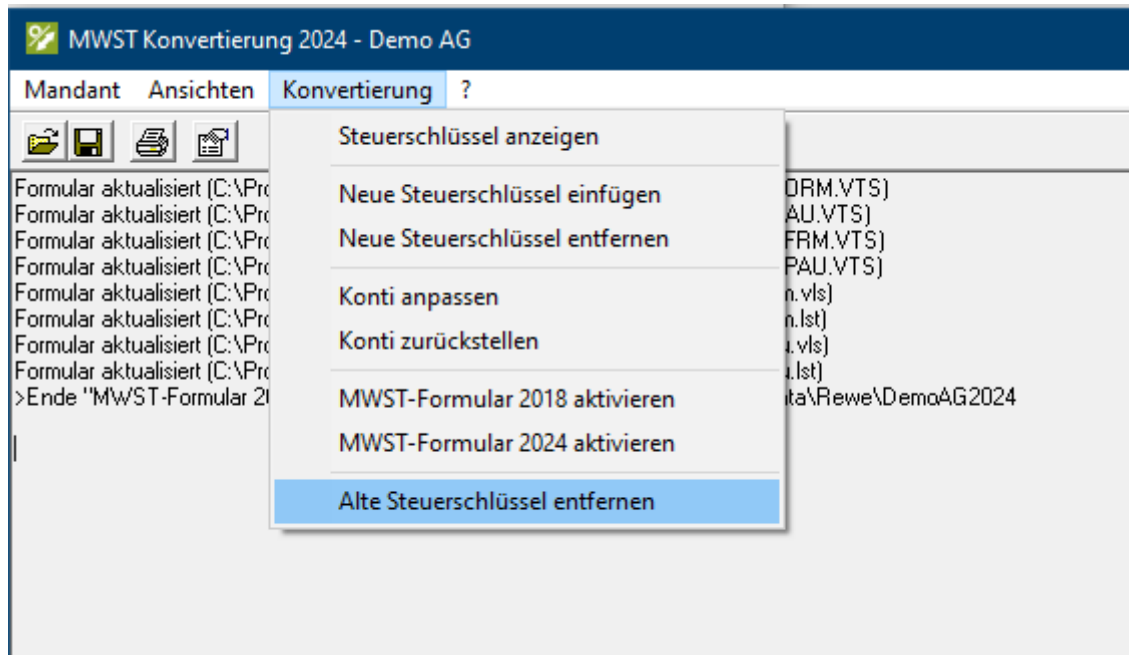 MWST Konvertierung 2024 - Demo AG
Mandant Ansichten Konvertierung ?
Steuerschlüssel anzeigen
Neue Steuerschlüssel einfügen
Neue Steuerschlüssel entfernen
Konti anpassen
Konti zurückstellen
MWST-Formular 2018 aktivieren
MWST-Formular 2024 aktivieren
Alte Steuerschlüssel entfernen
Formular aktualisiert (C:\Pro ORM.VTS)
Formular aktualisiert (C:\Pro AU.VTS)
Formular aktualisiert (C:\Pro FRM.VTS)
Formular aktualisiert (C:\Pro PAU.VTS)
Formular aktualisiert (C:\Pro .vls)
Formular aktualisiert (C:\Pro .lst)
Formular aktualisiert (C:\Pro .vls)
Formular aktualisiert (C:\Pro .lst)
>Ende "MWST-Formular 20 ta\Rewe\DemoAG2024